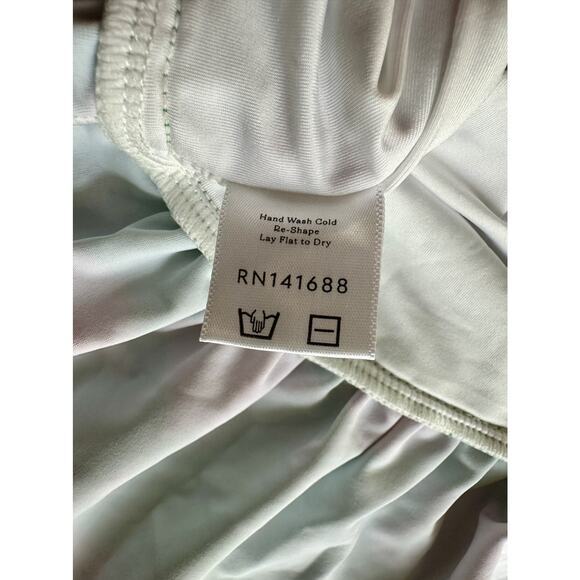 Hand Wash Cold
Re-Shape
Lay Flat to Dry
RN141688